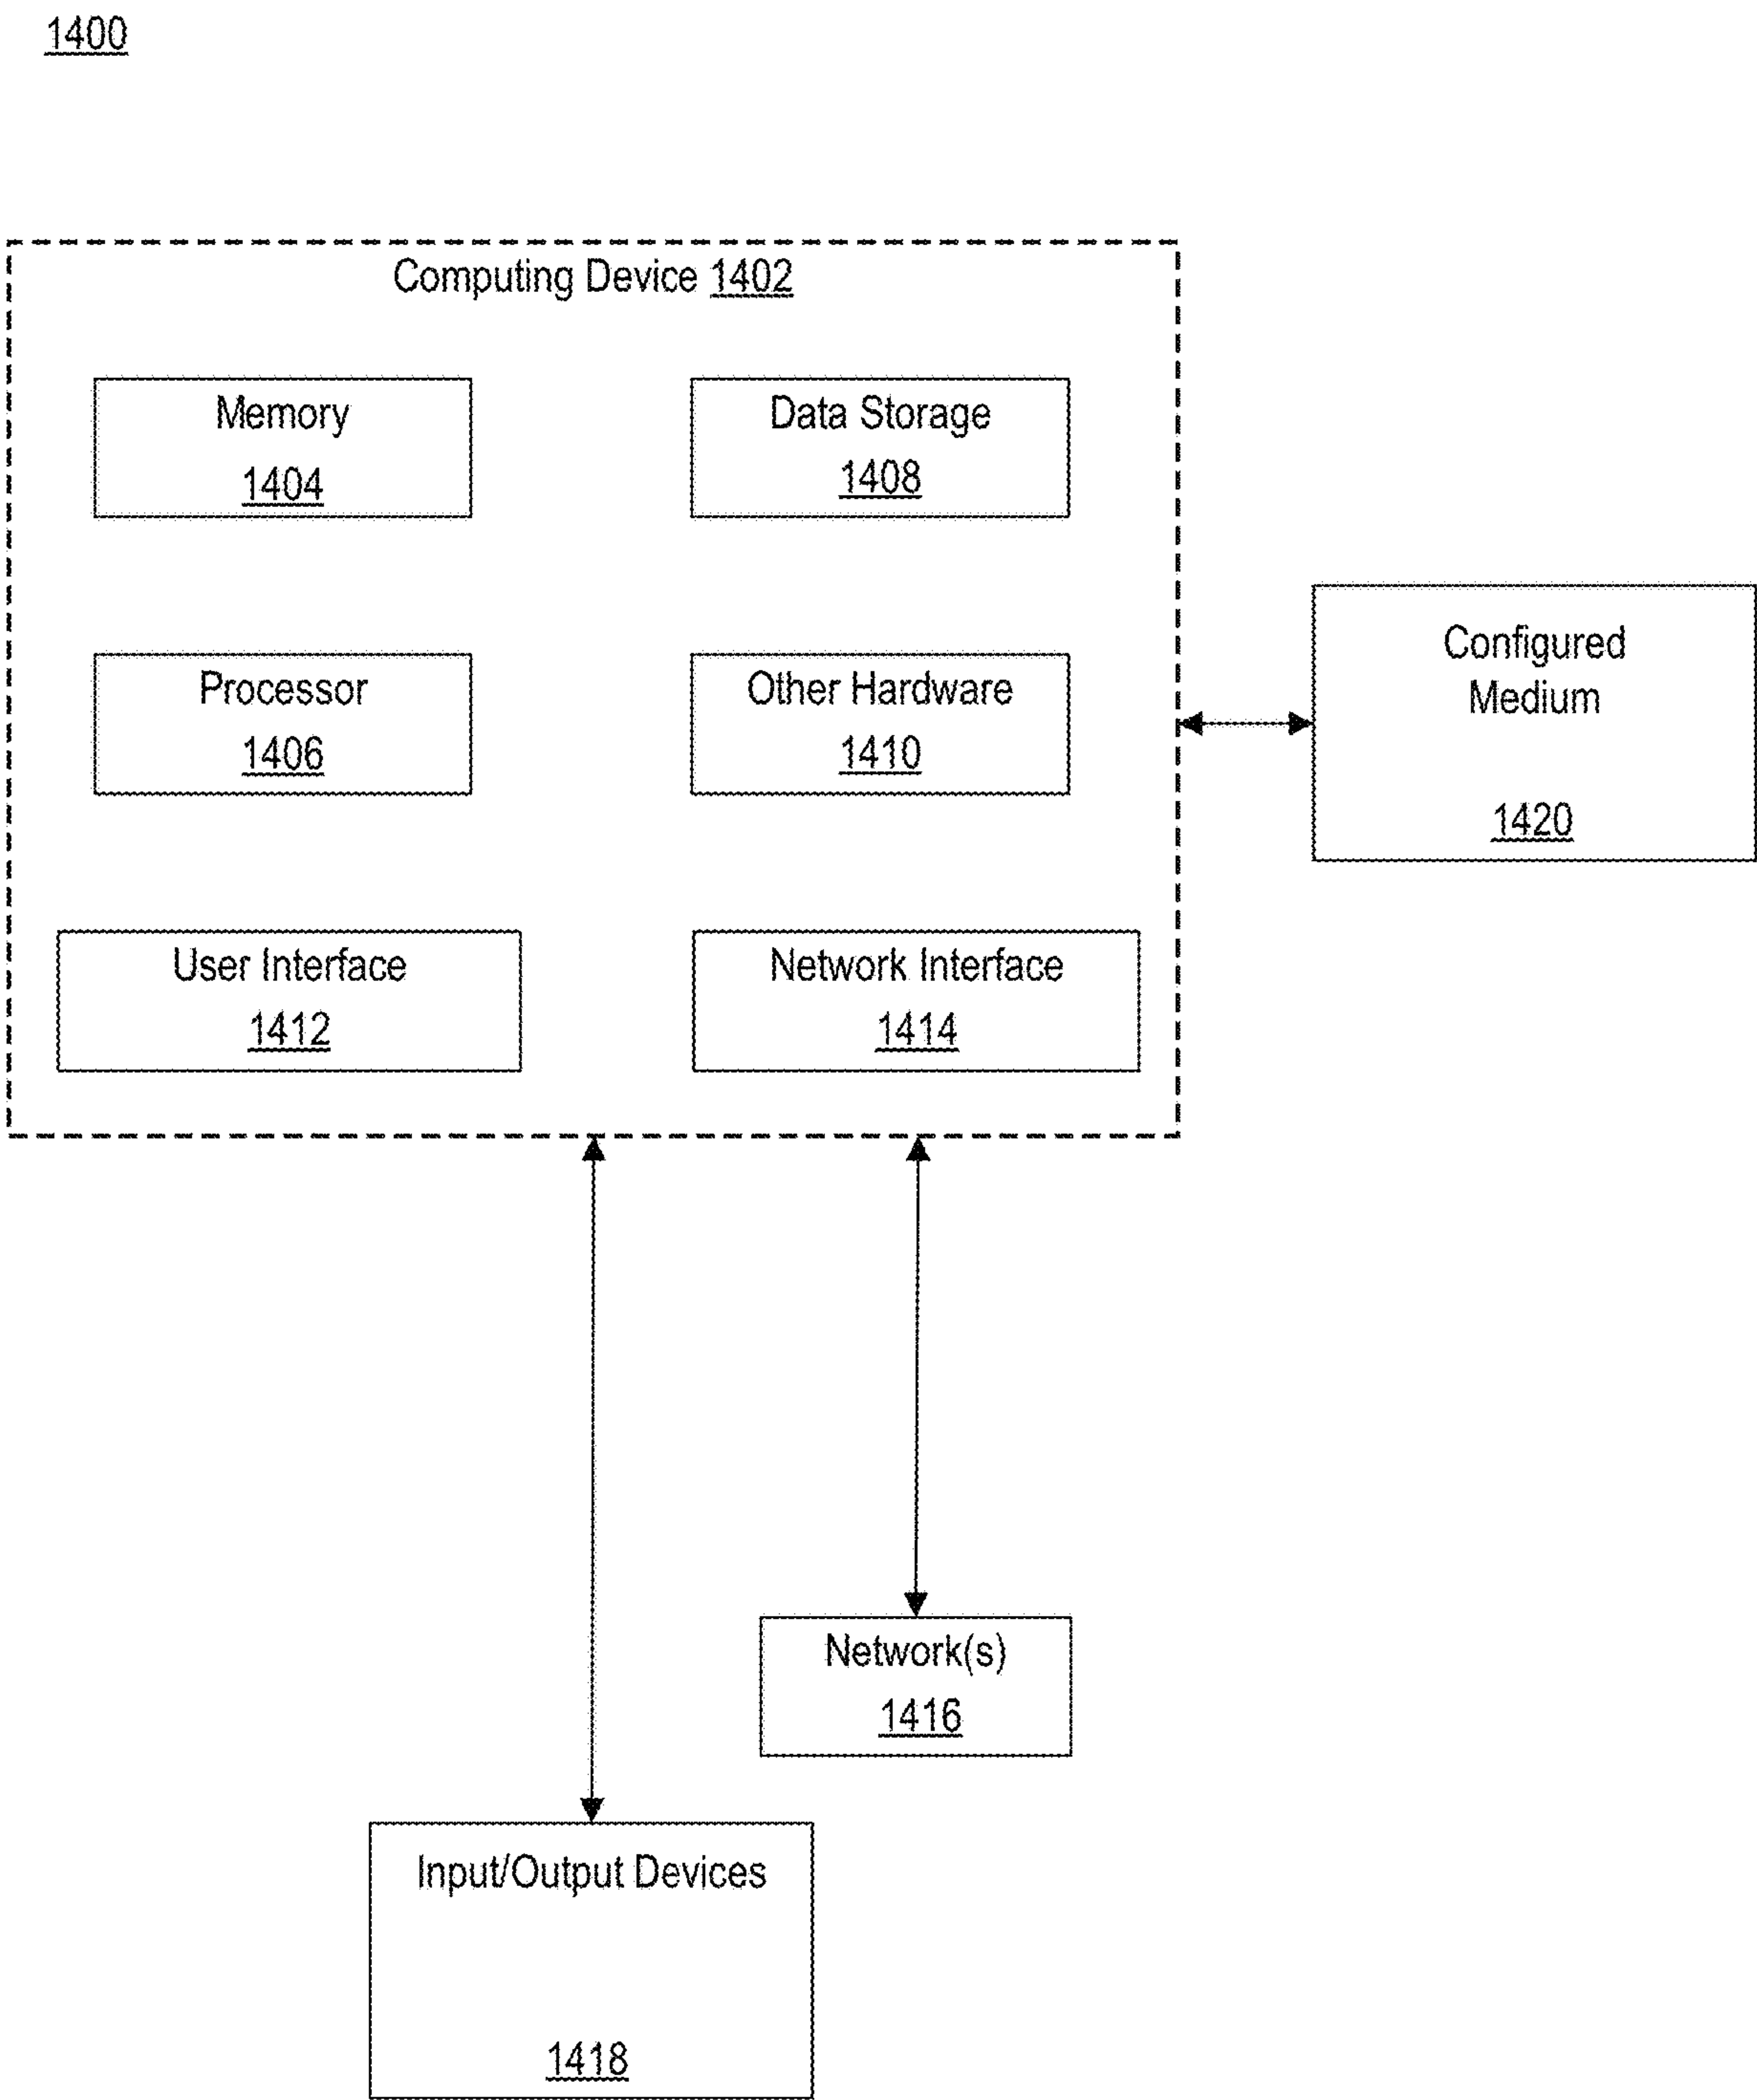 1400
Computing Device 1402
Memory
1404
Data Storage
1408
Processor
1406
Other Hardware
1410
Configured
Medium
1420
User Interface
1412
Network Interface
1414
Network(s)
1416
Input/Output Devices
1418